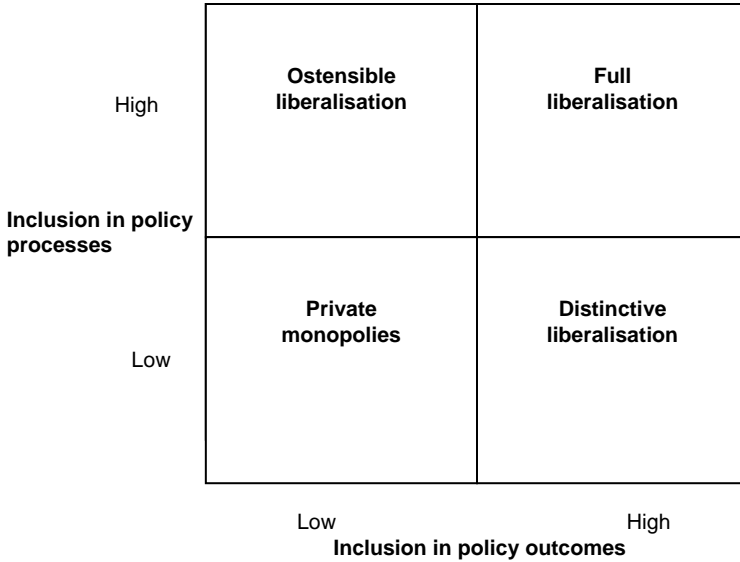 Ostensible
liberalisation
Full
liberalisation
High
Inclusion in policy
processes
Private
monopolies
Distinctive
liberalisation
Low
Low
High
Inclusion in policy outcomes